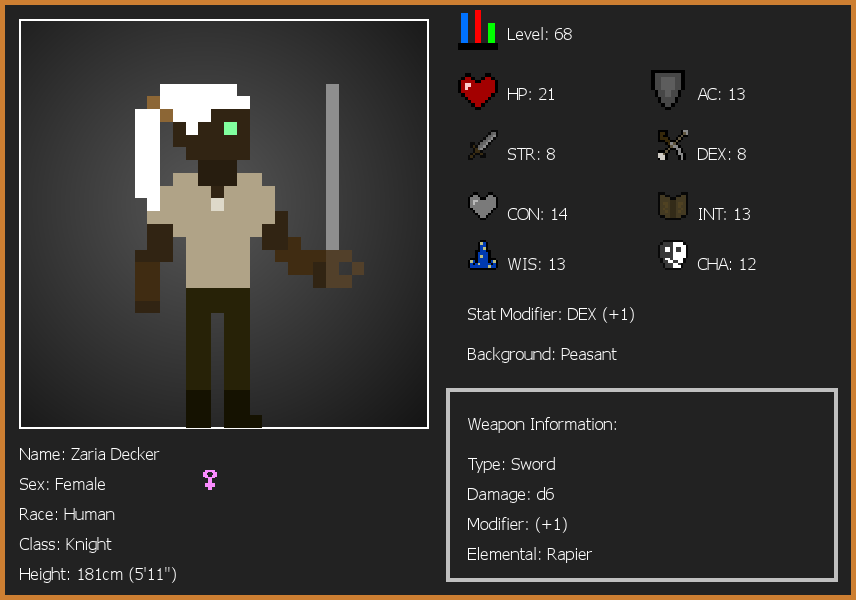 Level: 68
HP: 21
AC: 13
STR: 8
DEX: 8
CON: 14
INT: 13
WIS: 13
CHA: 12
Stat Modifier: DEX (+1)
Background: Peasant
Weapon Information:
Type: Sword
Damage: d6
Modifier: (+1)
Elemental: Rapier
Name: Zaria Decker
Sex: Female
Race: Human
Class: Knight
Height: 181cm (5'11")